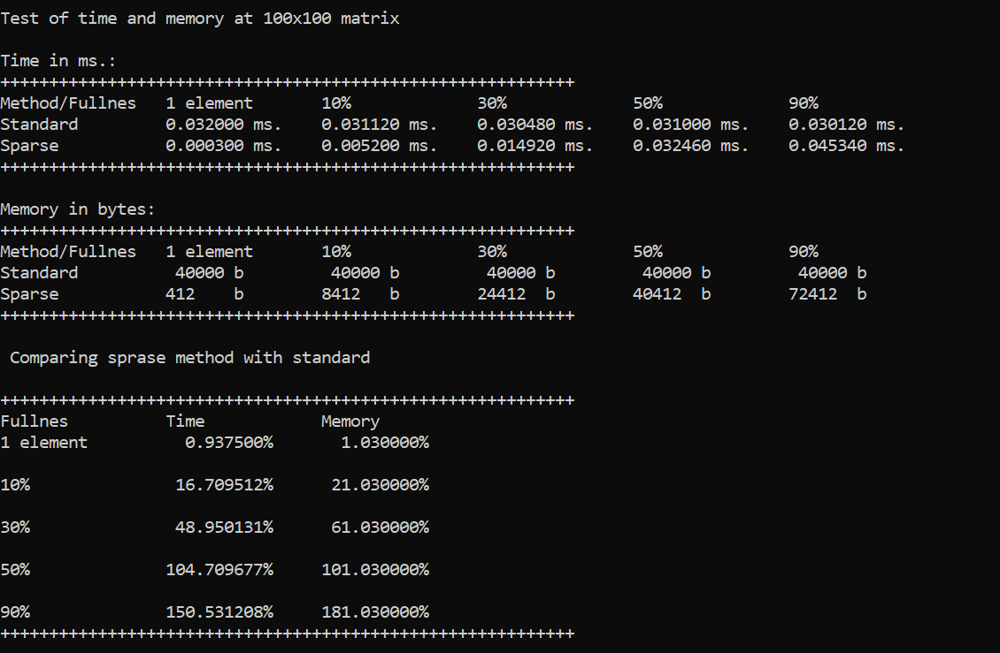 Test of time and memory at 100x100 matrix
Time in ms.:
+++++++++++++++++++++++++++++++++++++++++++++++++++++++++++
Method/Fullnes   1 element       10%             30%             50%             90%
Standard         0.032000 ms.    0.031120 ms.    0.030480 ms.    0.031000 ms.    0.030120 ms.
Sparse           0.000300 ms.    0.005200 ms.    0.014920 ms.    0.032460 ms.    0.045340 ms.
+++++++++++++++++++++++++++++++++++++++++++++++++++++++++++
Memory in bytes:
+++++++++++++++++++++++++++++++++++++++++++++++++++++++++++
Method/Fullnes   1 element       10%             30%             50%             90%
Standard          40000 b         40000 b         40000 b         40000 b         40000 b
Sparse           412    b        8412   b        24412  b        40412  b        72412  b
+++++++++++++++++++++++++++++++++++++++++++++++++++++++++++
 Comparing sprase method with standard
+++++++++++++++++++++++++++++++++++++++++++++++++++++++++++
Fullnes          Time            Memory
1 element          0.937500%       1.030000%
10%               16.709512%      21.030000%
30%               48.950131%      61.030000%
50%              104.709677%     101.030000%
90%              150.531208%     181.030000%
+++++++++++++++++++++++++++++++++++++++++++++++++++++++++++